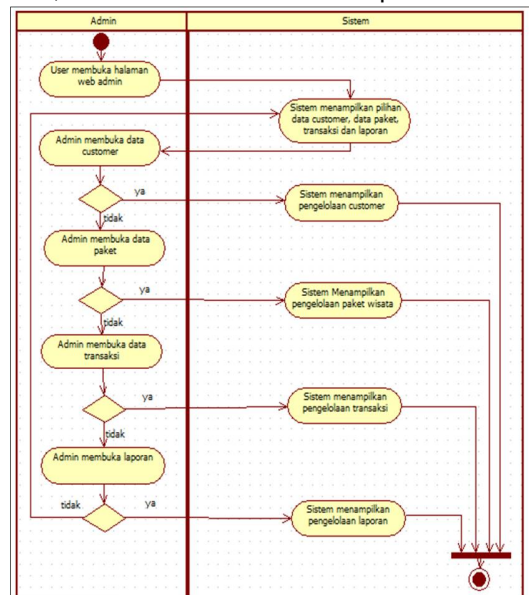 Admin
Sistem
User membuka halaman
web admin
Sistem menampilkan pilihan
data customer, data paket,
transaksi dan laporan
Admin membuka data
customer
ya
Sistem menampilkan
pengelolaan customer
tidak
Admin membuka data
paket
ya
Sistem Menampilkan
pengelolaan paket wisata
tidak
Admin membuka data
transaksi
ya
Sistem menampilkan
pengelolaan transaksi
tidak
Admin membuka laporan
tidak
ya
Sistem menampilkan
pengelolaan laporan